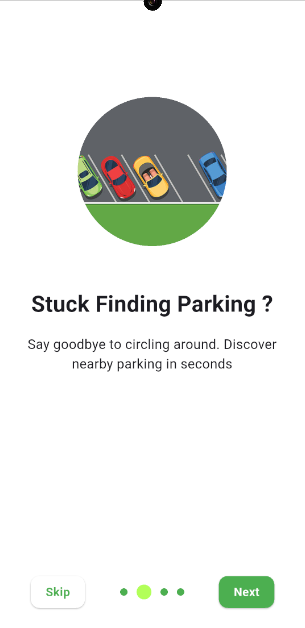 Stuck Finding Parking ?
Say goodbye to circling around. Discover
nearby parking in seconds
Skip
Next